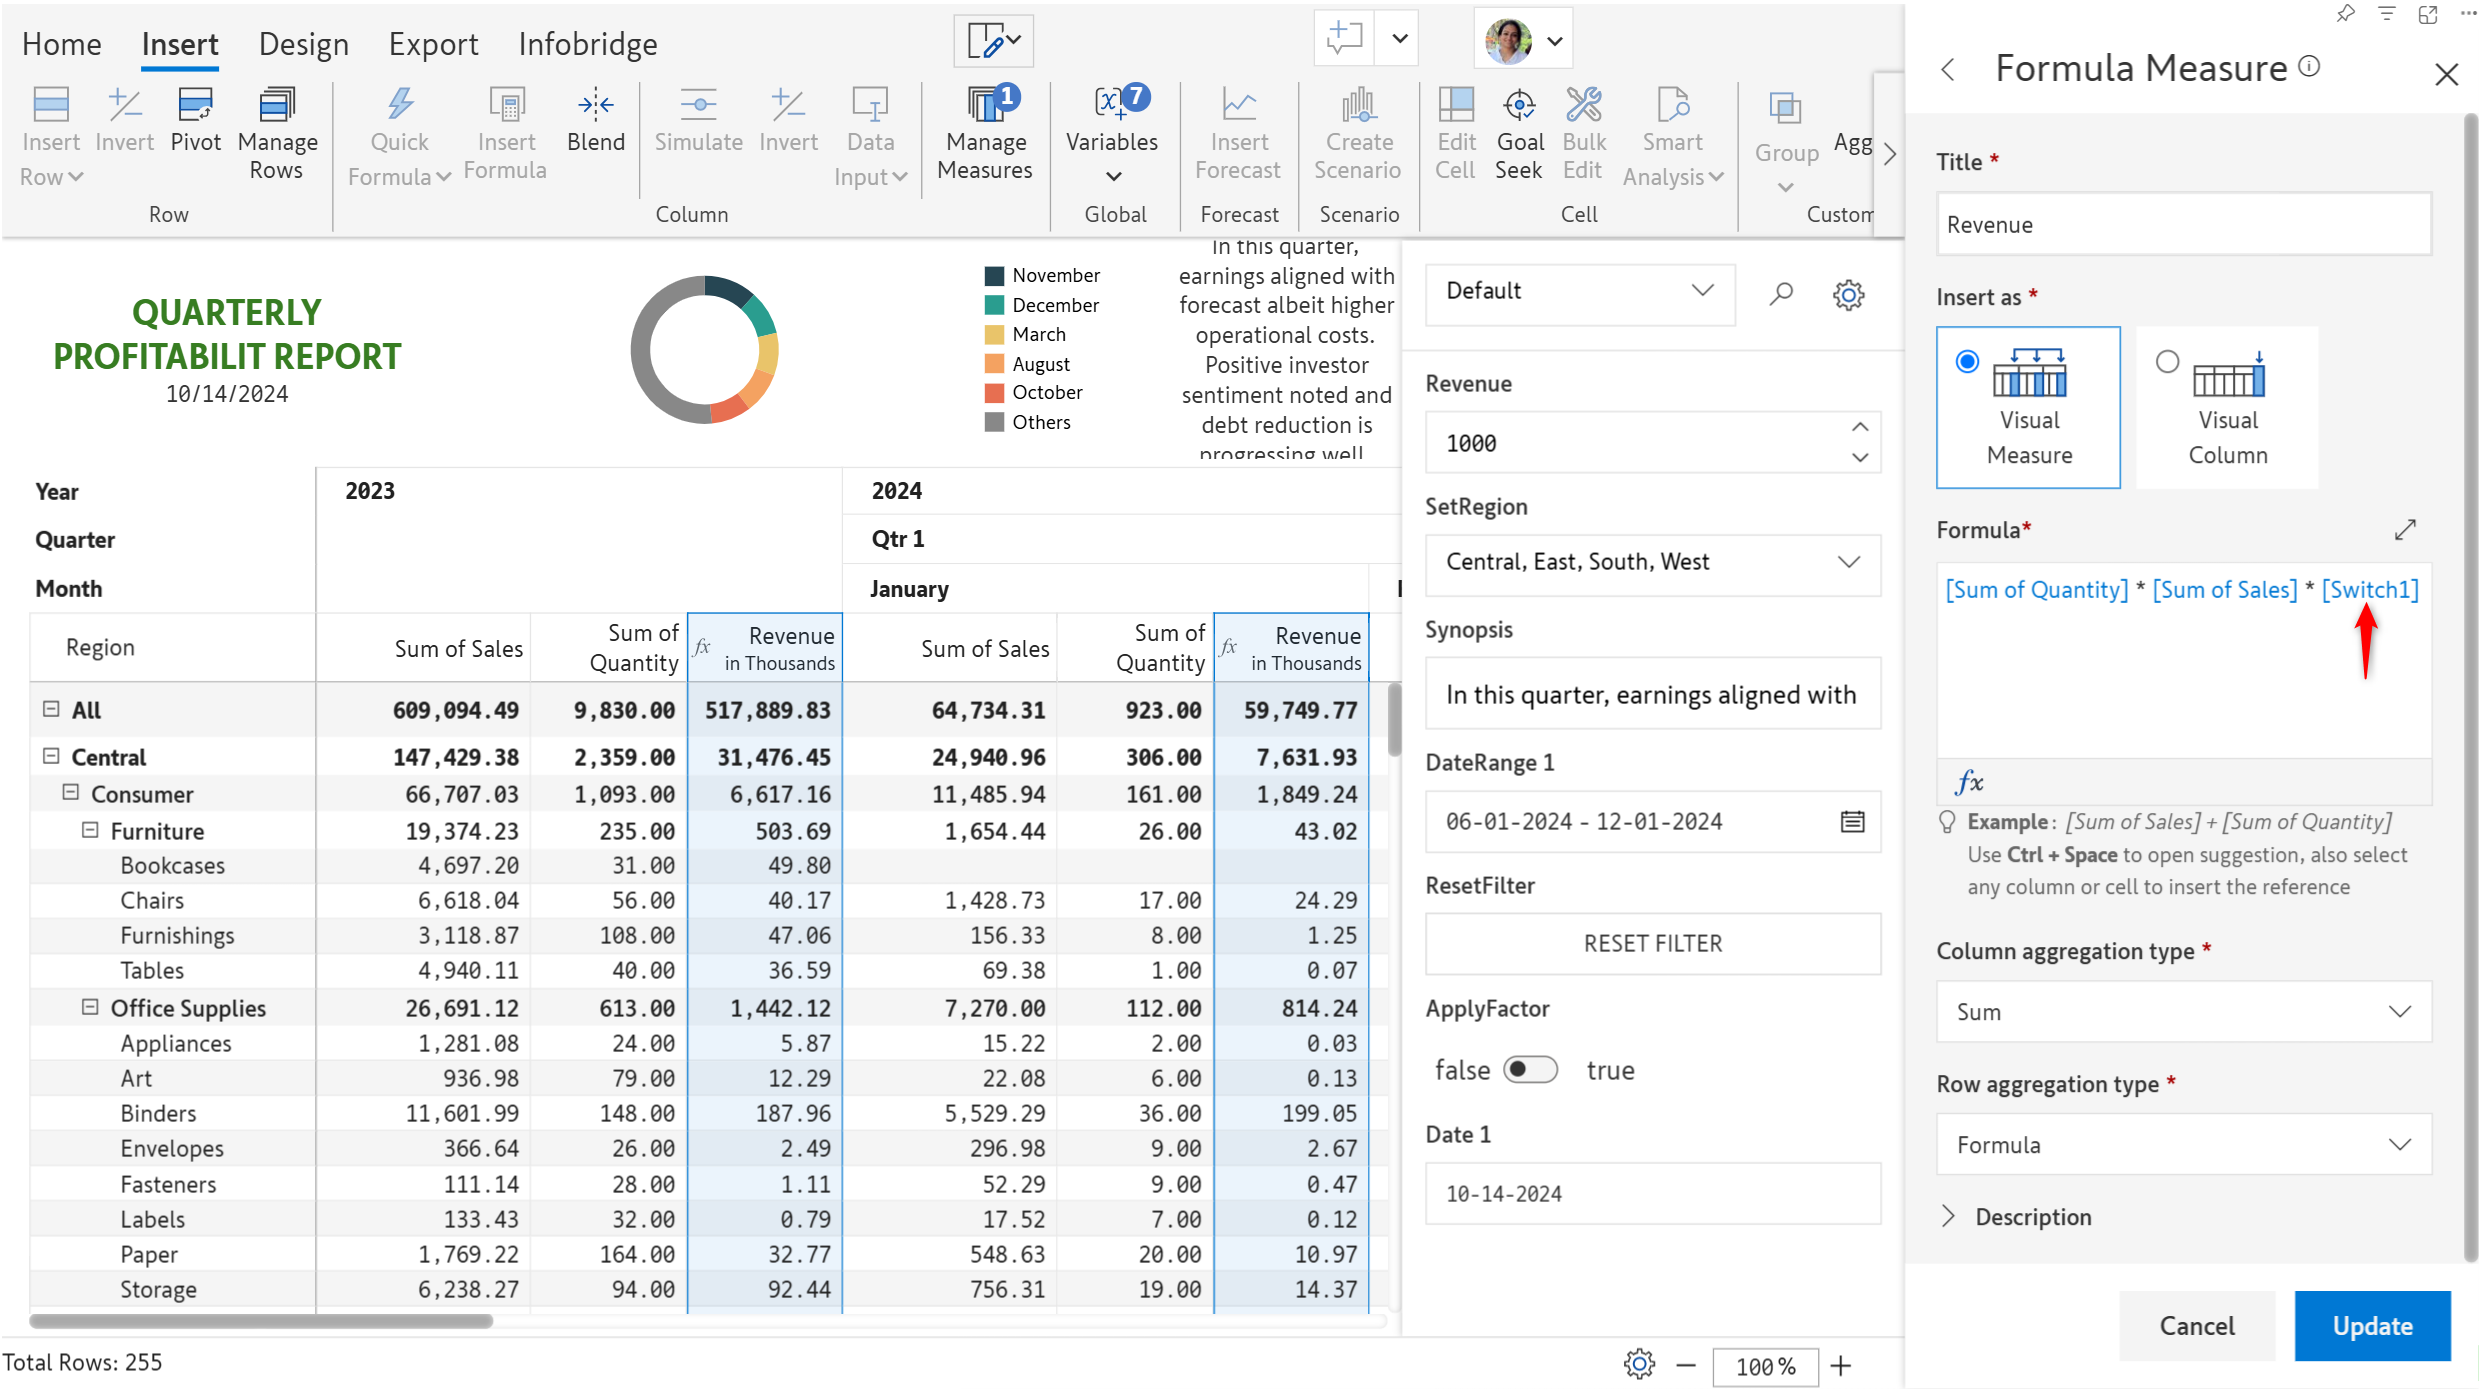 Home Insert Design Export Infobridge
Insert Row
Invert
Pivot
Manage Rows
Row
Quick Formula
Insert Formula
Blend
Simulate
Invert
Data Input
Column
1
Manage Measures
7
Variables
Global
Insert Forecast
Forecast
Create Scenario
Scenario
Edit Cell
Goal Seek
Bulk Edit
Smart Analysis
Cell
Group
Agg
Custom
QUARTERLY
PROFITABILIT REPORT
10/14/2024
November
December
March
August
October
Others
In this quarter,
earnings aligned with
forecast albeit higher
operational costs.
Positive investor
sentiment noted and
debt reduction is
progressing well
Year 2023 2024
Quarter Qtr 1
Month January
Region Sum of Sales Sum of Quantity fx Revenue in Thousands Sum of Sales Sum of Quantity fx Revenue in Thousands
All 609,094.49 9,830.00 517,889.83 64,734.31 923.00 59,749.77
Central 147,429.38 2,359.00 31,476.45 24,940.96 306.00 7,631.93
Consumer 66,707.03 1,093.00 6,617.16 11,485.94 161.00 1,849.24
Furniture 19,374.23 235.00 503.69 1,654.44 26.00 43.02
Bookcases 4,697.20 31.00 49.80
Chairs 6,618.04 56.00 40.17 1,428.73 17.00 24.29
Furnishings 3,118.87 108.00 47.06 156.33 8.00 1.25
Tables 4,940.11 40.00 36.59 69.38 1.00 0.07
Office Supplies 26,691.12 613.00 1,442.12 7,270.00 112.00 814.24
Appliances 1,281.08 24.00 5.87 15.22 2.00 0.03
Art 936.98 79.00 12.29 22.08 6.00 0.13
Binders 11,601.99 148.00 187.96 5,529.29 36.00 199.05
Envelopes 366.64 26.00 2.49 296.98 9.00 2.67
Fasteners 111.14 28.00 1.11 52.29 9.00 0.47
Labels 133.43 32.00 0.79 17.52 7.00 0.12
Paper 1,769.22 164.00 32.77 548.63 20.00 10.97
Storage 6,238.27 94.00 92.44 756.31 19.00 14.37
Total Rows: 255
100 %
Default
Revenue
1000
SetRegion
Central, East, South, West
Synopsis
In this quarter, earnings aligned with
DateRange 1
06-01-2024 - 12-01-2024
ResetFilter
RESET FILTER
ApplyFactor
false true
Date 1
10-14-2024
Formula Measure
Title *
Revenue
Insert as *
Visual Measure
Visual Column
Formula*
[Sum of Quantity] * [Sum of Sales] * [Switch1]
fx
Example : [Sum of Sales] + [Sum of Quantity]
Use Ctrl + Space to open suggestion, also select
any column or cell to insert the reference
Column aggregation type *
Sum
Row aggregation type *
Formula
Description
Cancel Update